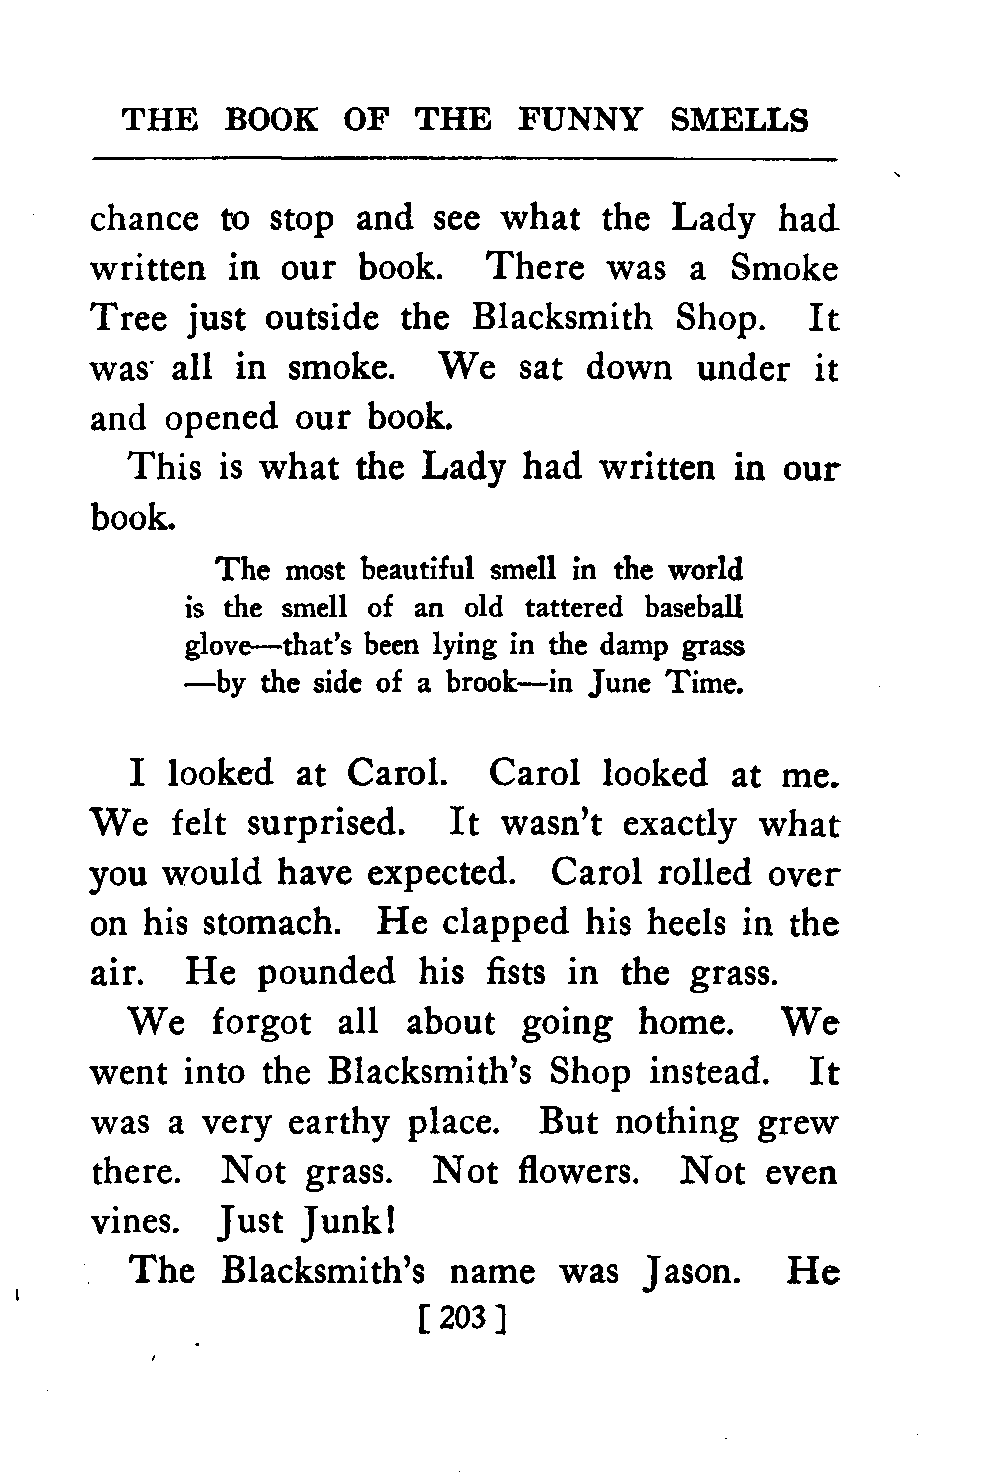 THE BOOK OF THE FUNNY SMELLS
chance to stop and see what the Lady had
written in our book. There was a Smoke
Tree just outside the Blacksmith Shop. It
was all in smoke. We sat down under it
and opened our book.
This is what the Lady had written in our
book.
The most beautiful smell in the world
is the smell of an old tattered baseball
glove—that's been lying in the damp grass
—by the side of a brook—in June Time.
I looked at Carol. Carol looked at me.
We felt surprised. It wasn't exactly what
you would have expected. Carol rolled over
on his stomach. He clapped his heels in the
air. He pounded his fists in the grass.
We forgot all about going home. We
went into the Blacksmith's Shop instead. It
was a very earthy place. But nothing grew
there. Not grass. Not flowers. Not even
vines. Just Junk!
The Blacksmith's name was Jason. He
[ 203 ]